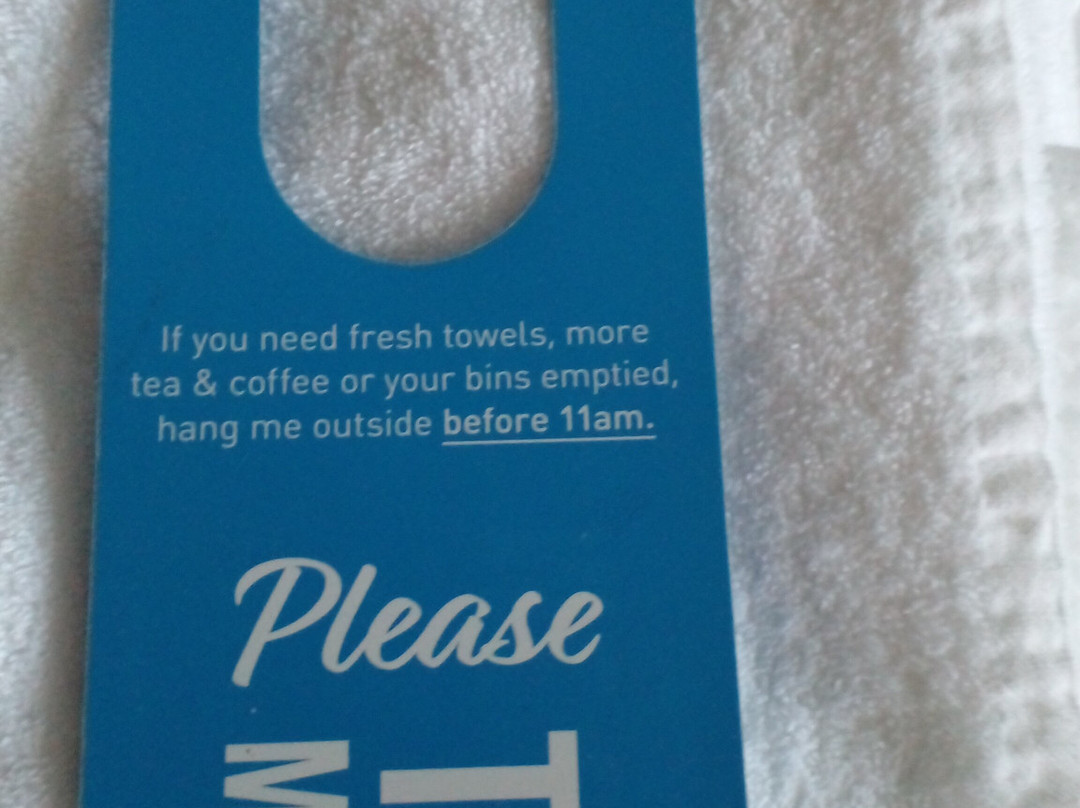 If you need fresh towels, more
tea & coffee or your bins emptied,
hang me outside before 11am.
Please
T
M